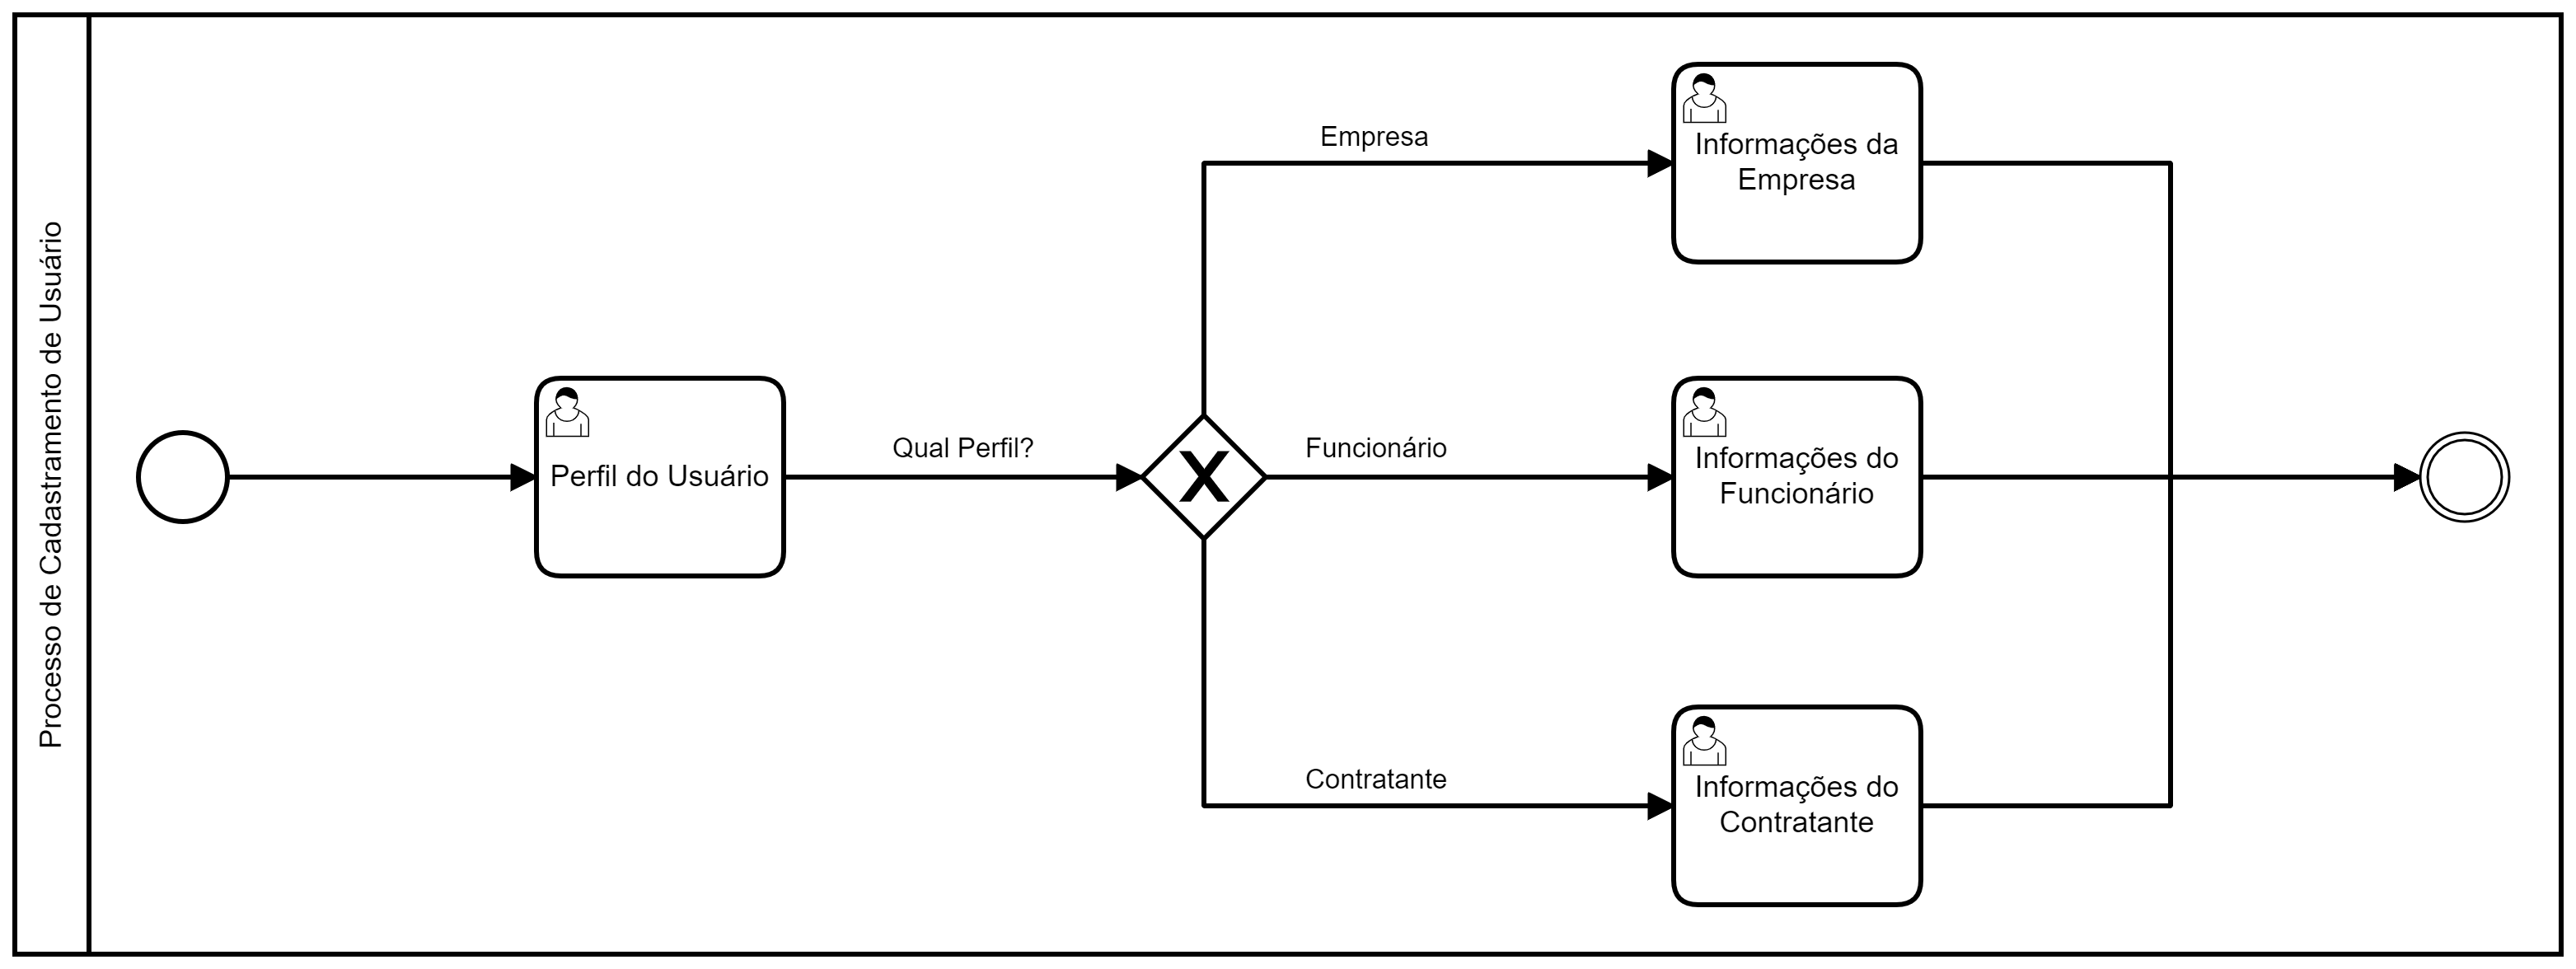 Processo de Cadastramento de Usuário
Perfil do Usuário
Qual Perfil?
Empresa
Informações da
Empresa
Funcionário
Informações do
Funcionário
Contratante
Informações do
Contratante